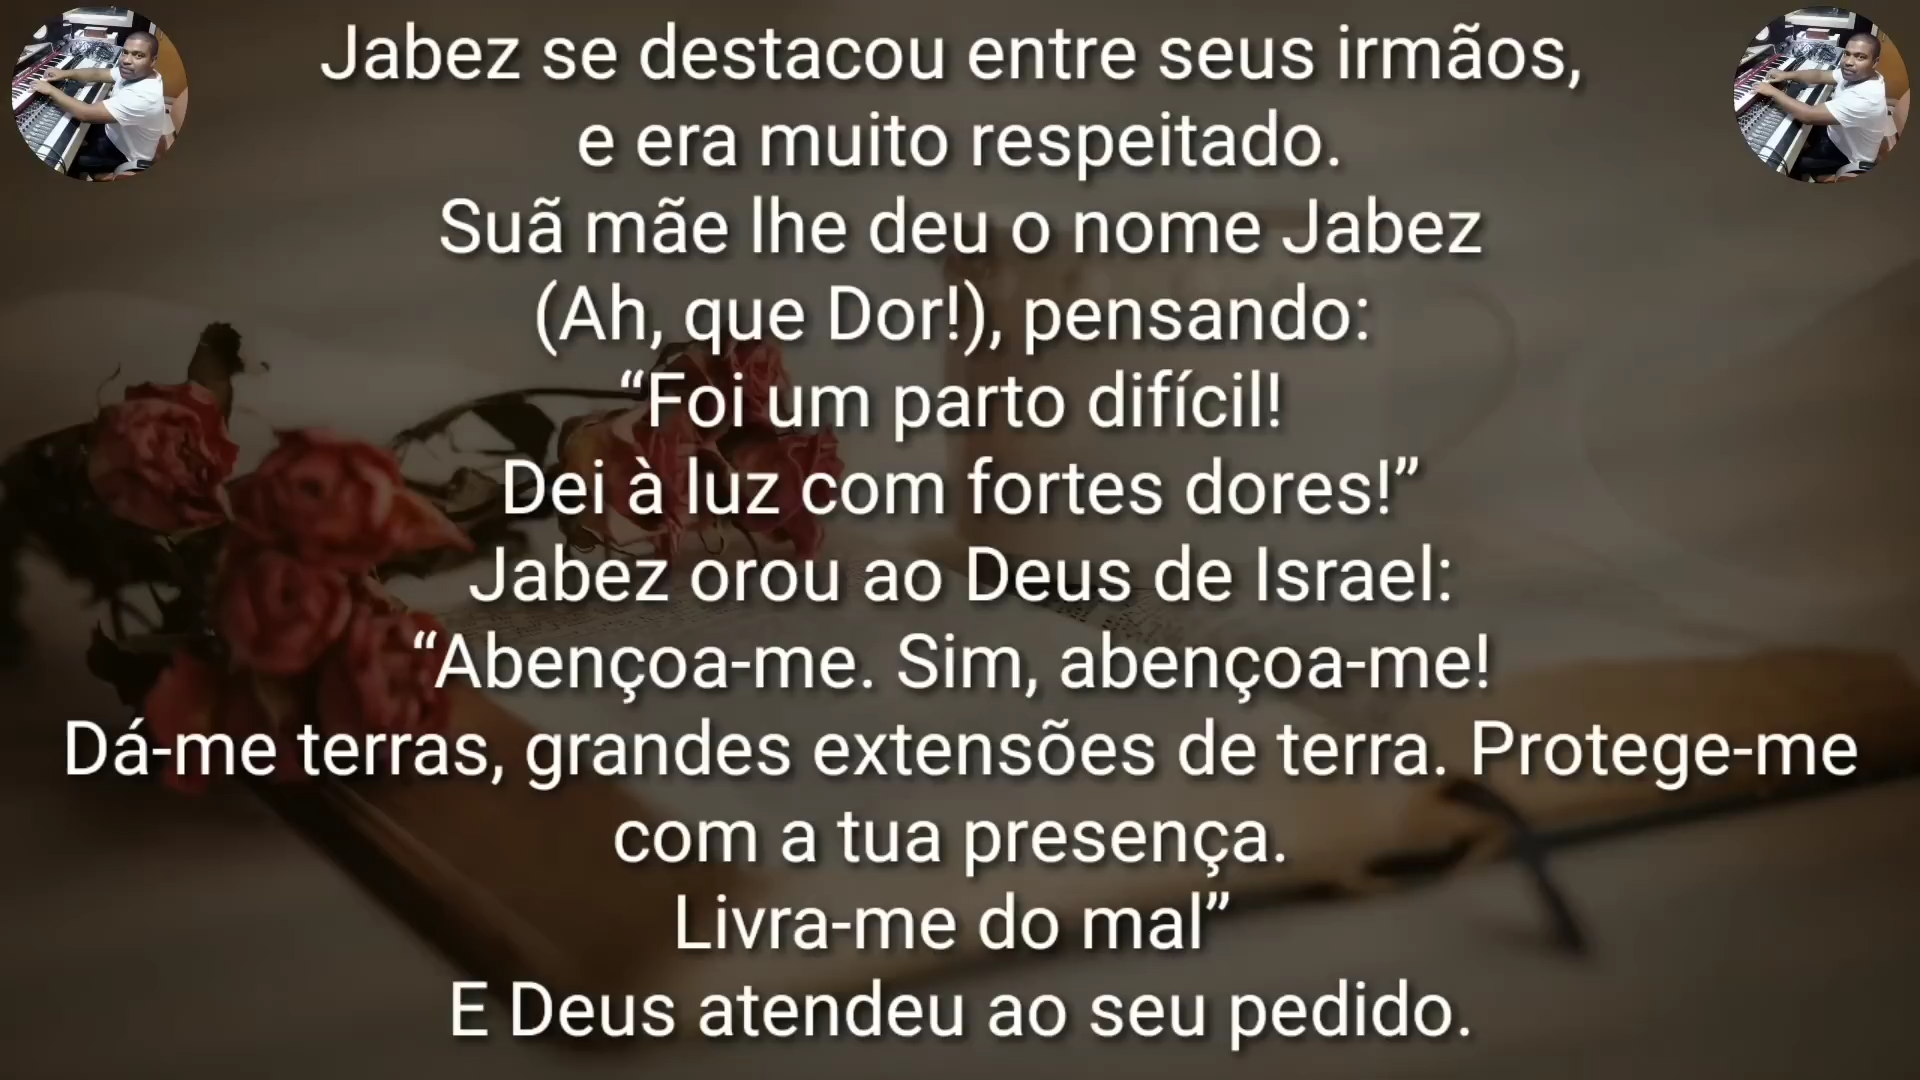 Jabez se destacou entre seus irmãos,
e era muito respeitado.
Suã mãe lhe deu o nome Jabez
(Ah, que Dor!), pensando:
“Foi um parto difícil!
Dei à luz com fortes dores!”
Jabez orou ao Deus de Israel:
“Abençoa-me. Sim, abençoa-me!
Dá-me terras, grandes extensões de terra. Protege-me
com a tua presença.
Livra-me do mal”
E Deus atendeu ao seu pedido.